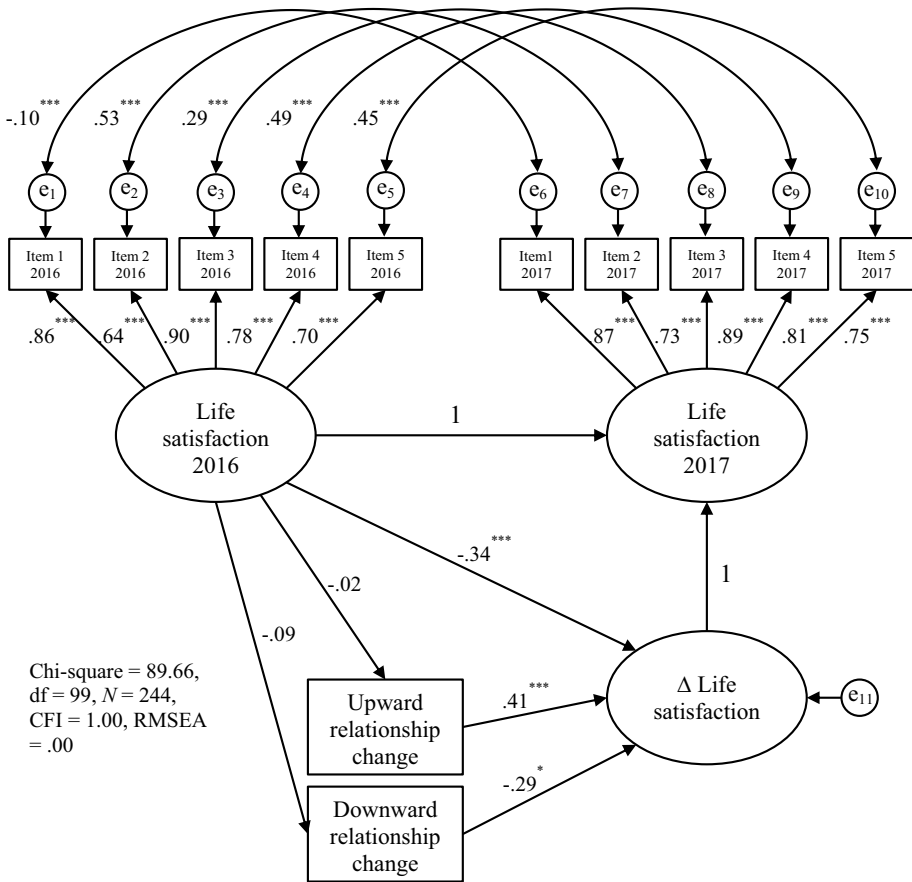 -.10*** .53*** .29*** .49*** .45***
e1 e2 e3 e4 e5 e6 e7 e8 e9 e10
Item 1 Item 2 Item 3 Item 4 Item 5 Item1 Item 2 Item 3 Item 4 Item 5
2016 2016 2016 2016 2016 2017 2017 2017 2017 2017
.86*** .64*** .90*** .78*** .70*** .87*** .73*** .89*** .81*** .75***
Life
satisfaction
2016
1
Life
satisfaction
2017
-.34***
1
-.02
-.09
Chi-square = 89.66,
df = 99, N = 244,
CFI = 1.00, RMSEA
= .00
Upward
relationship
change
.41***
Δ Life
satisfaction
e11
Downward
relationship
change
-.29*